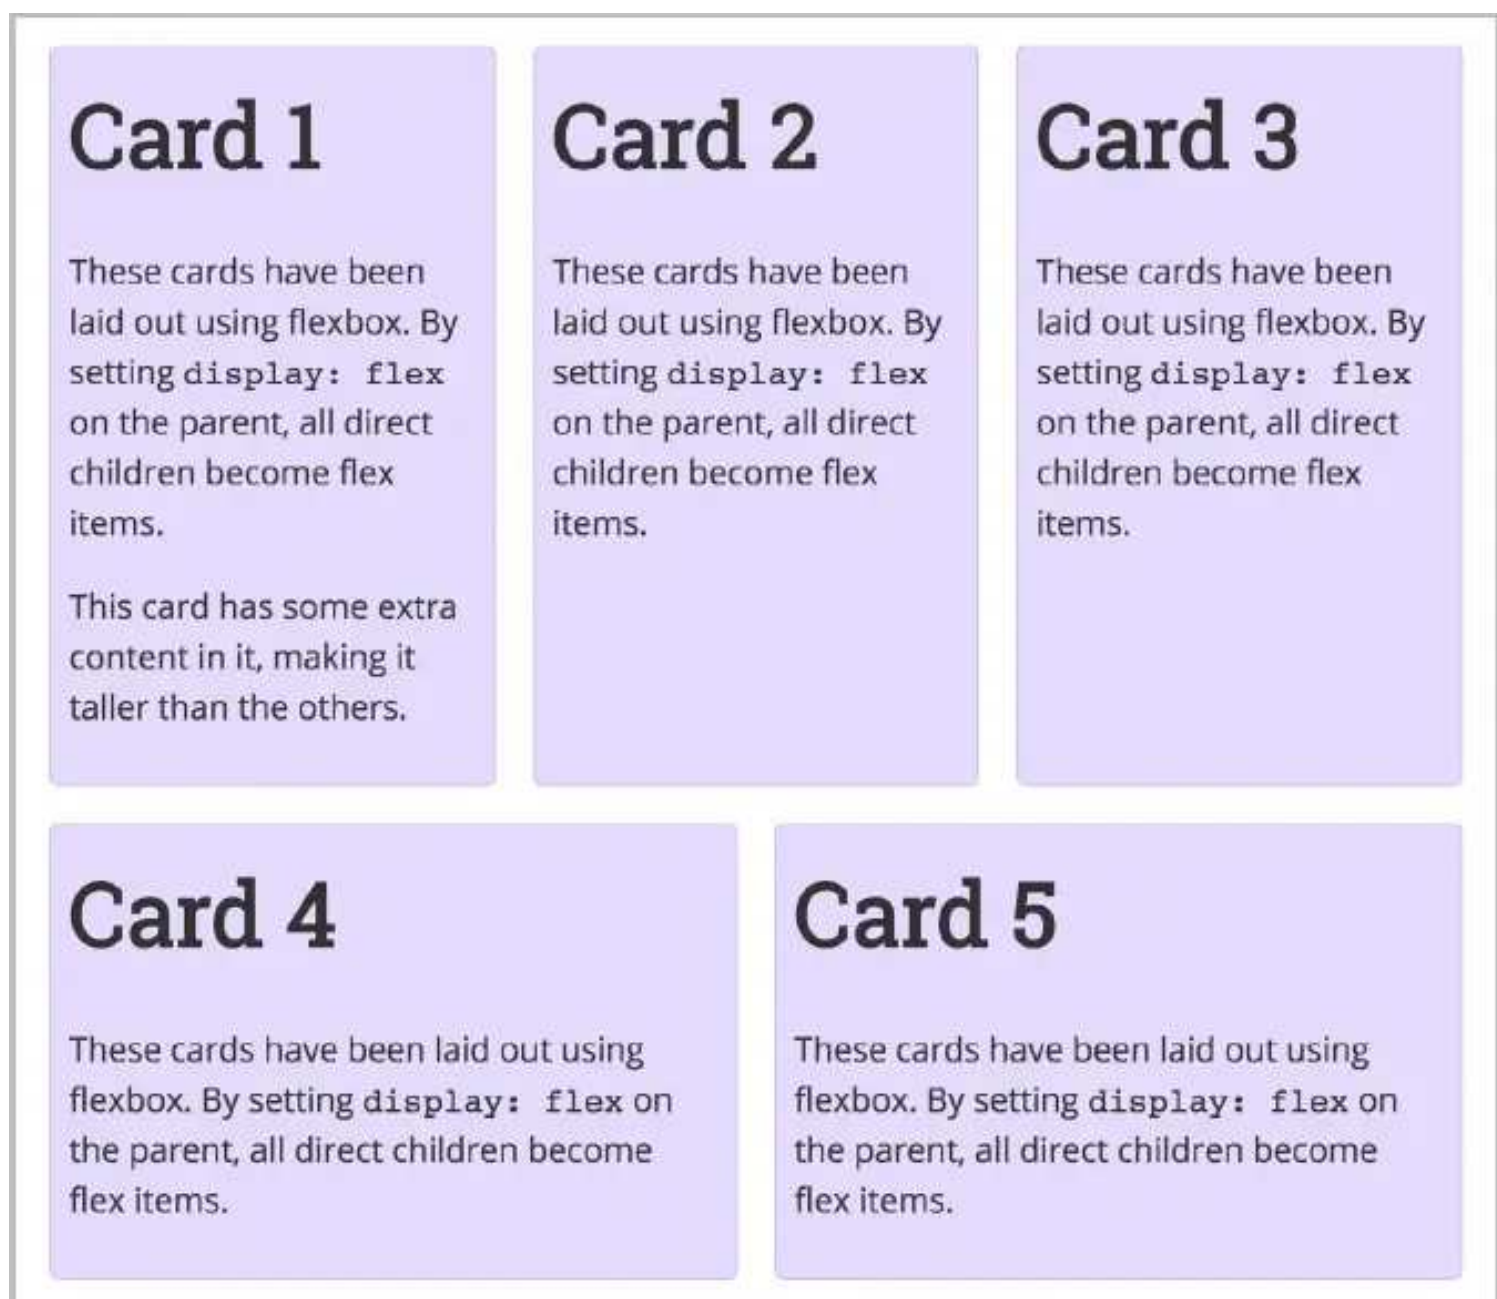 Card 1
These cards have been
laid out using flexbox. By
setting display: flex
on the parent, all direct
children become flex
items.
This card has some extra
content in it, making it
taller than the others.
Card 2
These cards have been
laid out using flexbox. By
setting display: flex
on the parent, all direct
children become flex
items.
Card 3
These cards have been
laid out using flexbox. By
setting display: flex
on the parent, all direct
children become flex
items.
Card 4
These cards have been laid out using
flexbox. By setting display: flex on
the parent, all direct children become
flex items.
Card 5
These cards have been laid out using
flexbox. By setting display: flex on
the parent, all direct children become
flex items.